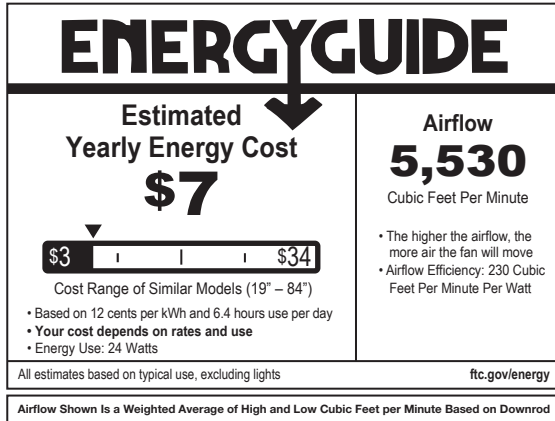 ENERGYGUIDE
Estimated
Yearly Energy Cost
$7
$3
$34
Cost Range of Similar Models (19” – 84”)
• Based on 12 cents per kWh and 6.4 hours use per day
• Your cost depends on rates and use
• Energy Use: 24 Watts
Airflow
5,530
Cubic Feet Per Minute
• The higher the airflow, the
more air the fan will move
• Airflow Efficiency: 230 Cubic
Feet Per Minute Per Watt
All estimates based on typical use, excluding lights
ftc.gov/energy
Airflow Shown Is a Weighted Average of High and Low Cubic Feet per Minute Based on Downrod